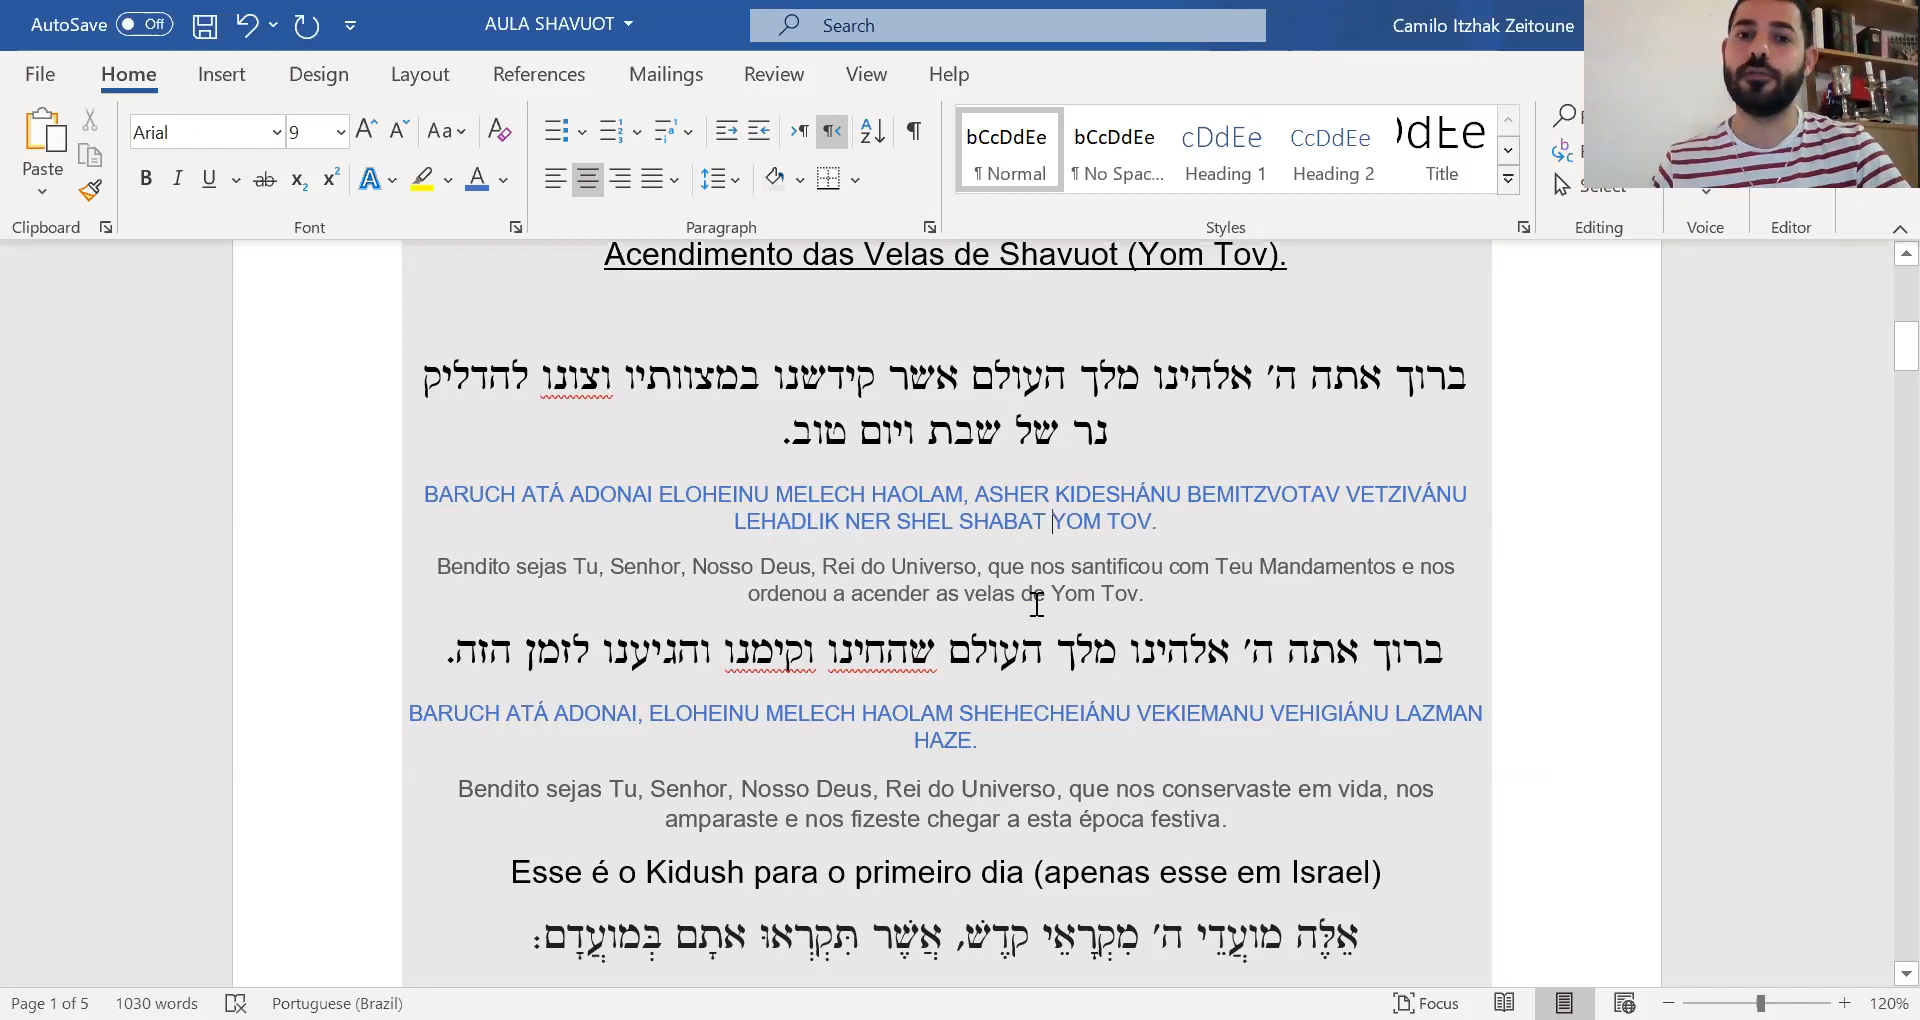 AutoSave Off AULA SHAVUOT Search Camilo Itzhak Zeitoune
File Home Insert Design Layout References Mailings Review View Help
Arial 9 Aa
bCcDdEe bCcDdEe cDdEe CcDdEe
Paste B I U ab x2 x2 A A ¶ Normal ¶ No Spac... Heading 1 Heading 2 Title Select
Clipboard Font Paragraph Styles Editing Voice Editor
Acendimento das Velas de Shavuot (Yom Tov).
ברוך אתה ה' אלהינו מלך העולם אשר קידשנו במצוותיו וצונו להדליק
נר של שבת ויום טוב.
BARUCH ATÁ ADONAI ELOHEINU MELECH HAOLAM, ASHER KIDESHÁNU BEMITZVOTAV VETZIVÁNU
LEHADLIK NER SHEL SHABAT YOM TOV.
Bendito sejas Tu, Senhor, Nosso Deus, Rei do Universo, que nos santificou com Teu Mandamentos e nos
ordenou a acender as velas de Yom Tov.
ברוך אתה ה' אלהינו מלך העולם שהחינו וקימנו והגיענו לזמן הזה.
BARUCH ATÁ ADONAI, ELOHEINU MELECH HAOLAM SHEHECHEIÁNU VEKIEMANU VEHIGIÁNU LAZMAN
HAZE.
Bendito sejas Tu, Senhor, Nosso Deus, Rei do Universo, que nos conservaste em vida, nos
amparaste e nos fizeste chegar a esta época festiva.
Esse é o Kidush para o primeiro dia (apenas esse em Israel)
אֵלֶּה מוֹעֲדֵי ה' מִקְרָאֵי קֹדֶשׁ, אֲשֶׁר תִּקְרְאוּ אֹתָם בְּמוֹעֲדָם:
Page 1 of 5 1030 words Portuguese (Brazil) Focus 120%